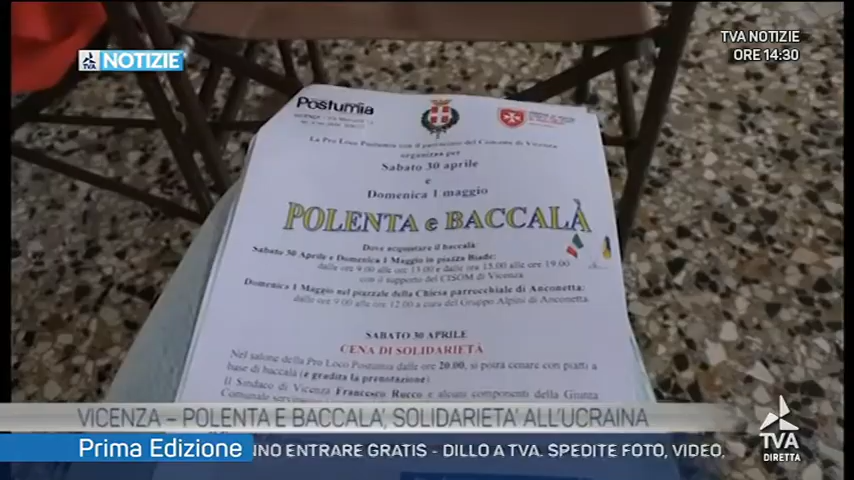 TVA NOTIZIE
TVA NOTIZIE
ORE 14:30
Postumia
La Pro Loco Postumia con il patrocinio del Comune di Vicenza
organizza per
Sabato 30 aprile
e
Domenica 1 maggio
POLENTA e BACCALÀ
Dove acquistare il baccalà:
Sabato 30 Aprile e Domenica 1 Maggio in piazza Biade:
dalle ore 9.00 alle ore 13.00 e dalle ore 15.00 alle ore 19.00
con il supporto del CISOM di Vicenza
Domenica 1 Maggio nel piazzale della Chiesa parrocchiale di Anconetta:
dalle ore 9.00 alle ore 12.00 a cura del Gruppo Alpini di Anconetta
SABATO 30 APRILE
CENA DI SOLIDARIETÀ
Nel salone della Pro Loco Postumia dalle ore 20.00, si potrà cenare con piatti a
base di baccalà (è gradita la prenotazione)
Il Sindaco di Vicenza Francesco Rucco e alcuni componenti della Giunta
Comunale
VICENZA – POLENTA E BACCALA', SOLIDARIETA' ALL'UCRAINA
Prima Edizione
NNO ENTRARE GRATIS - DILLO A TVA. SPEDITE FOTO, VIDEO,
TVA
DIRETTA